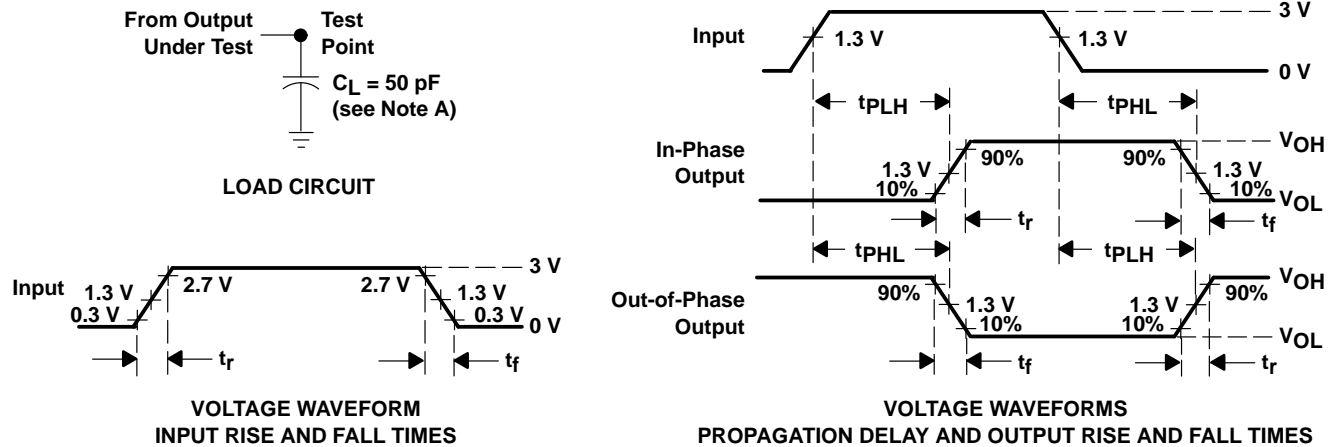 From Output
Under Test
Test
Point
CL = 50 pF
(see Note A)
LOAD CIRCUIT
Input
1.3 V
0.3 V
2.7 V
2.7 V
1.3 V
0.3 V
3 V
0 V
tr
tf
VOLTAGE WAVEFORM
INPUT RISE AND FALL TIMES
Input
1.3 V
1.3 V
3 V
0 V
tPLH
tPHL
In-Phase
Output
1.3 V
10%
90%
90%
1.3 V
10%
VOH
VOL
tr
tf
tPHL
tPLH
Out-of-Phase
Output
90%
1.3 V
10%
1.3 V
10%
90%
VOH
VOL
tf
tr
VOLTAGE WAVEFORMS
PROPAGATION DELAY AND OUTPUT RISE AND FALL TIMES